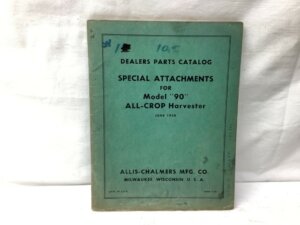 DEALERS PARTS CATALOG
SPECIAL ATTACHMENTS
FOR
Model "90"
ALL-CROP Harvester
ALLIS-CHALMERS MFG. CO.
MILWAUKEE WISCONSIN U. S. A.